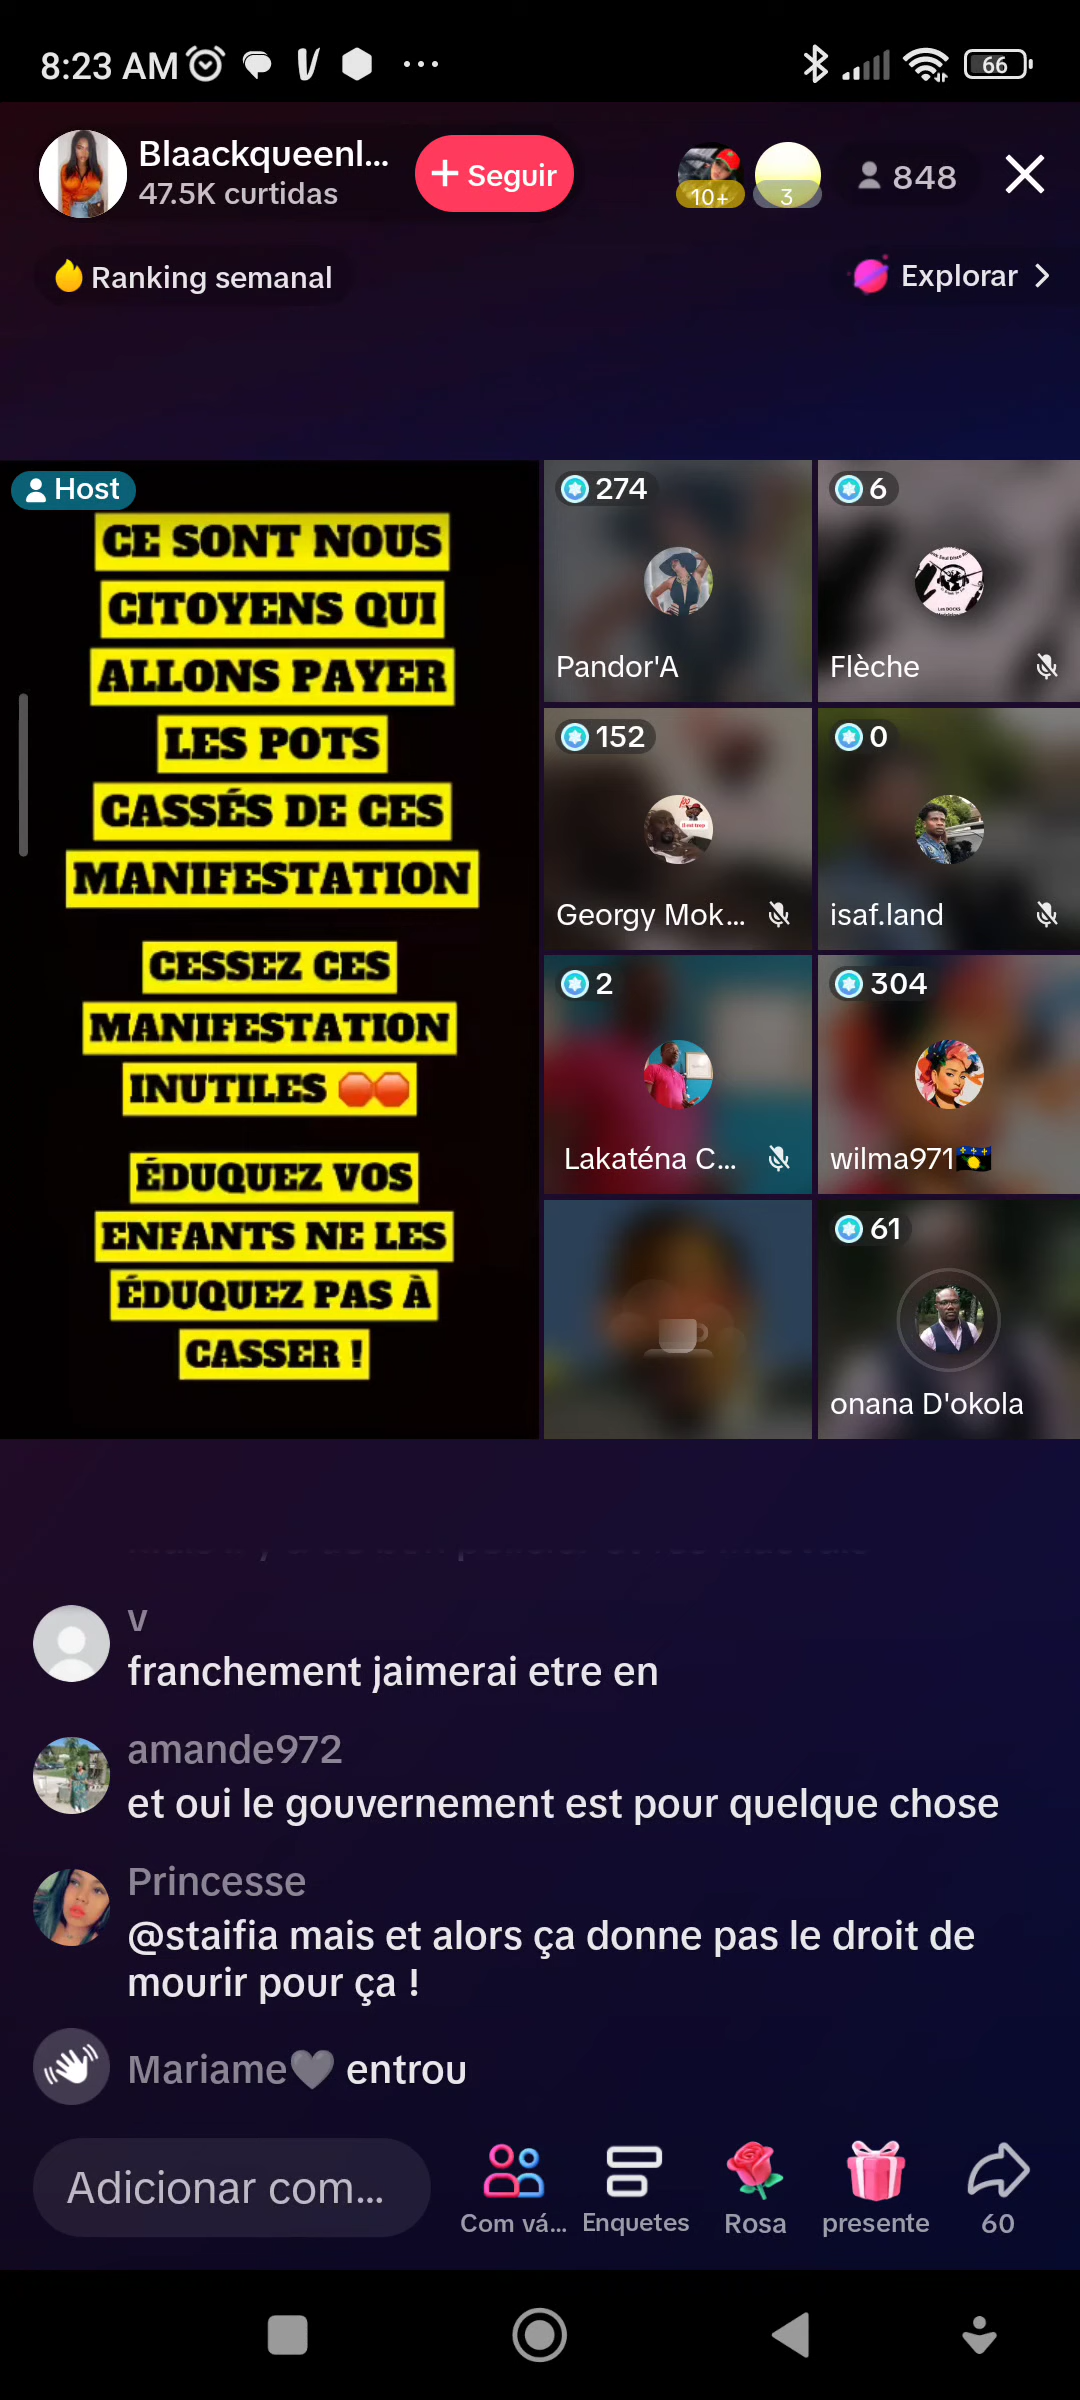 8:23 AM
66
Blaackqueenl...
47.5K curtidas
+ Seguir
10+
3
848
Ranking semanal
Explorar >
Host
CE SONT NOUS
CITOYENS QUI
ALLONS PAYER
LES POTS
CASSÉS DE CES
MANIFESTATION
CESSEZ CES
MANIFESTATION
INUTILES 🛑🛑
ÉDUQUEZ VOS
ENFANTS NE LES
ÉDUQUEZ PAS À
CASSER !
274
Pandor'A
6
Flèche
152
Georgy Mok...
0
isaf.land
2
Lakaténa C...
304
wilma971🇬🇵
61
onana D'okola
v
franchement jaimerai etre en
amande972
et oui le gouvernement est pour quelque chose
Princesse
@staifia mais et alors ça donne pas le droit de
mourir pour ça !
Mariame🖤 entrou
Adicionar com...
Com vá...
Enquetes
Rosa
presente
60